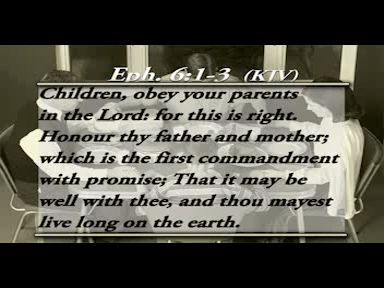 Eph. 6:1-3 (KJV)
Children, obey your parents
in the Lord: for this is right.
Honour thy father and mother;
which is the first commandment
with promise; That it may be
well with thee, and thou mayest
live long on the earth.